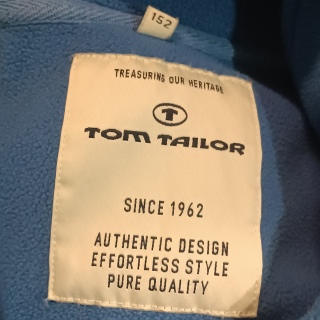 152
TREASURING OUR HERITAGE
T
TOM TAILOR
SINCE 1962
AUTHENTIC DESIGN
EFFORTLESS STYLE
PURE QUALITY